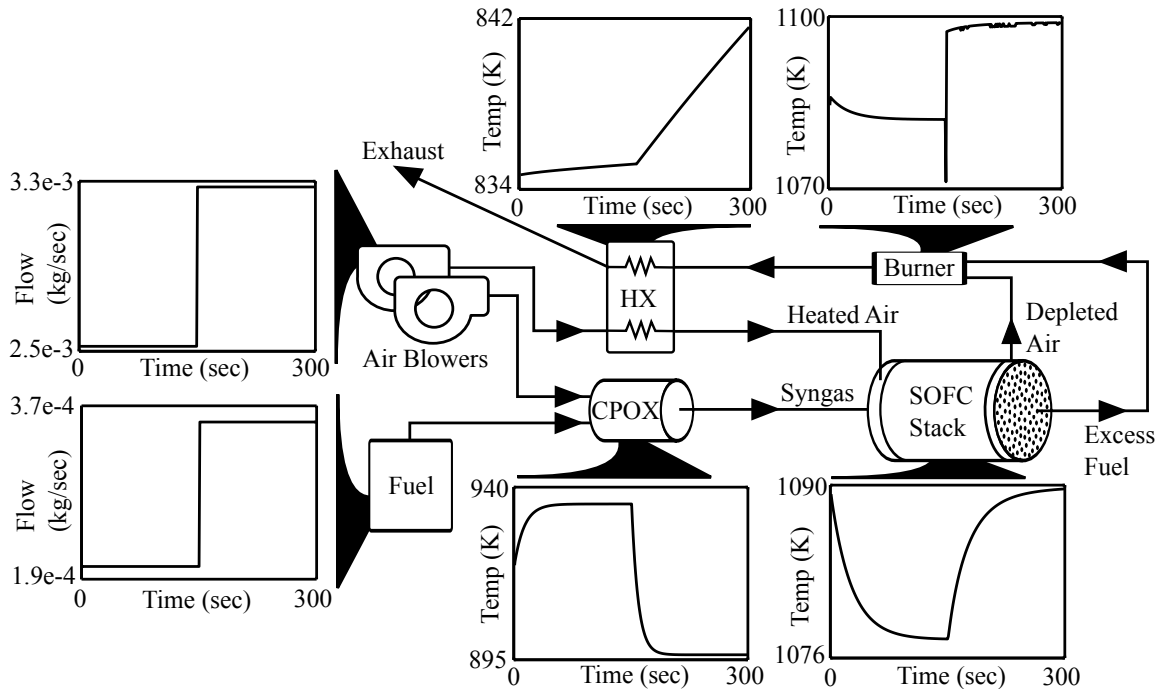 842
Temp (K)
834
0
Time (sec)
300
1100
Temp (K)
1070
0
Time (sec)
300
Exhaust
3.3e-3
Flow
(kg/sec)
2.5e-3
0
Time (sec)
300
Air Blowers
HX
Burner
Heated Air
Depleted
Air
3.7e-4
Flow
(kg/sec)
1.9e-4
0
Time (sec)
300
Fuel
CPOX
Syngas
SOFC
Stack
Excess
Fuel
940
Temp (K)
895
0
Time (sec)
300
1090
Temp (K)
1076
0
Time (sec)
300